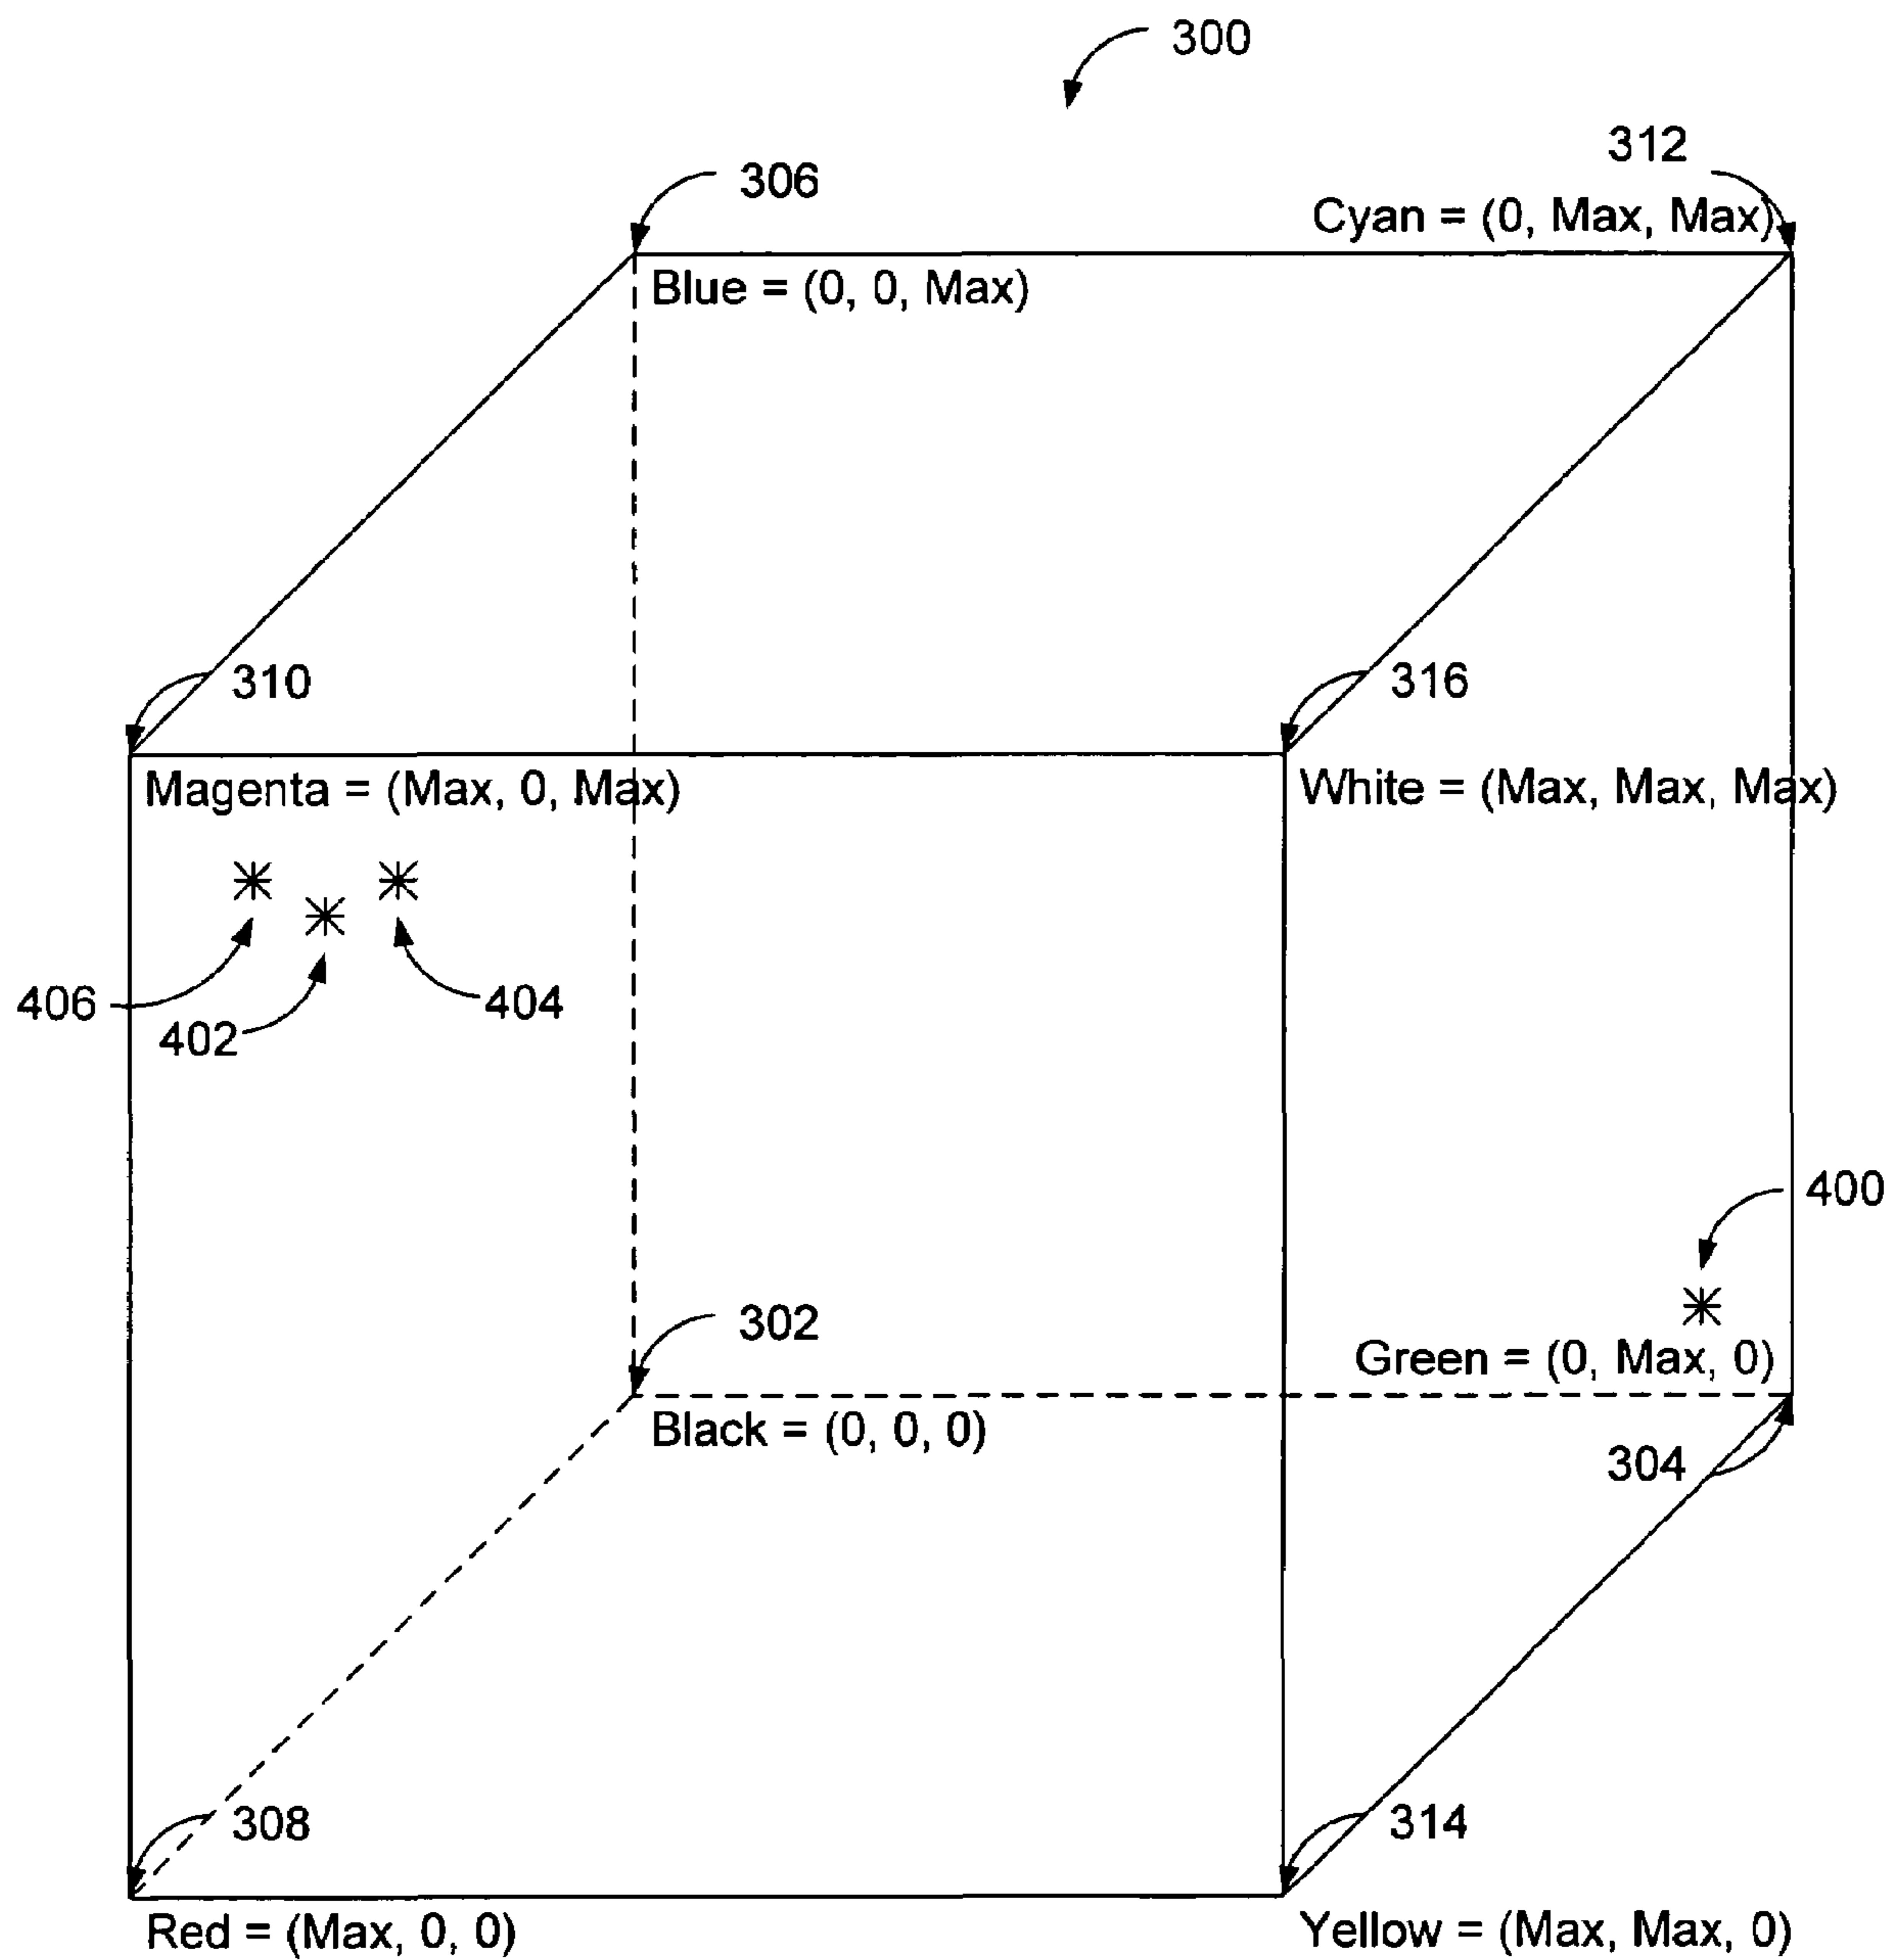 300
312
306
Cyan = (0, Max, Max)
Blue = (0, 0, Max)
310
316
Magenta = (Max, 0, Max)
White = (Max, Max, Max)
406
404
402
400
302
Green = (0, Max, 0)
Black = (0, 0, 0)
304
308
314
Red = (Max, 0, 0)
Yellow = (Max, Max, 0)